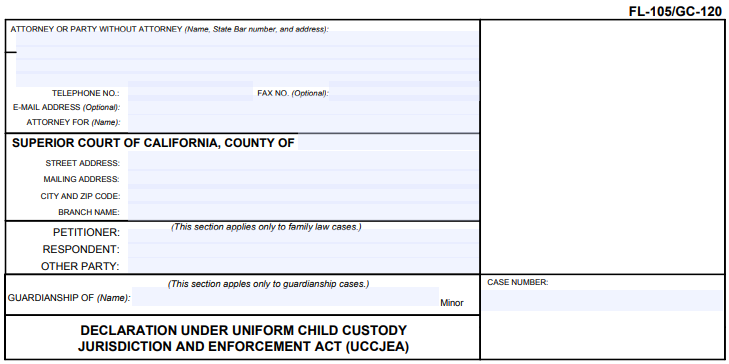 FL-105/GC-120
ATTORNEY OR PARTY WITHOUT ATTORNEY (Name, State Bar number, and address):
TELEPHONE NO.: FAX NO. (Optional):
E-MAIL ADDRESS (Optional):
ATTORNEY FOR (Name):
SUPERIOR COURT OF CALIFORNIA, COUNTY OF
STREET ADDRESS:
MAILING ADDRESS:
CITY AND ZIP CODE:
BRANCH NAME:
(This section applies only to family law cases.)
PETITIONER:
RESPONDENT:
OTHER PARTY:
(This section apples only to guardianship cases.)
CASE NUMBER:
GUARDIANSHIP OF (Name): Minor
DECLARATION UNDER UNIFORM CHILD CUSTODY
JURISDICTION AND ENFORCEMENT ACT (UCCJEA)